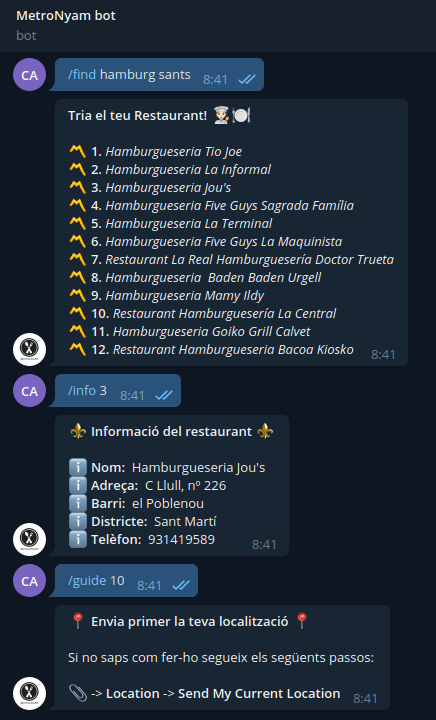 MetroNyam bot
bot
CA
/find hamburg sants 8:41
Tria el teu Restaurant! 👨‍🍳🍽
〽️ 1. Hamburgueseria Tio Joe
〽️ 2. Hamburgueseria La Informal
〽️ 3. Hamburgueseria Jou's
〽️ 4. Hamburgueseria Five Guys Sagrada Família
〽️ 5. Hamburgueseria La Terminal
〽️ 6. Hamburgueseria Five Guys La Maquinista
〽️ 7. Restaurant La Real Hamburguesería Doctor Trueta
〽️ 8. Hamburgueseria  Baden Baden Urgell
〽️ 9. Hamburgueseria Mamy Ildy
〽️ 10. Restaurant Hamburguesería La Central
〽️ 11. Hamburgueseria Goiko Grill Calvet
〽️ 12. Restaurant Hamburgueseria Bacoa Kiosko 8:41
CA
/info 3 8:41
⚜️ Informació del restaurant ⚜️
ℹ️ Nom:  Hamburgueseria Jou's
ℹ️ Adreça:  C Llull, nº 226
ℹ️ Barri:  el Poblenou
ℹ️ Districte:  Sant Martí
ℹ️ Telèfon:  931419589 8:41
CA
/guide 10 8:41
📍 Envia primer la teva localització 📍
Si no saps com fer-ho segueix els següents passos:
📎 -> Location -> Send My Current Location 8:41